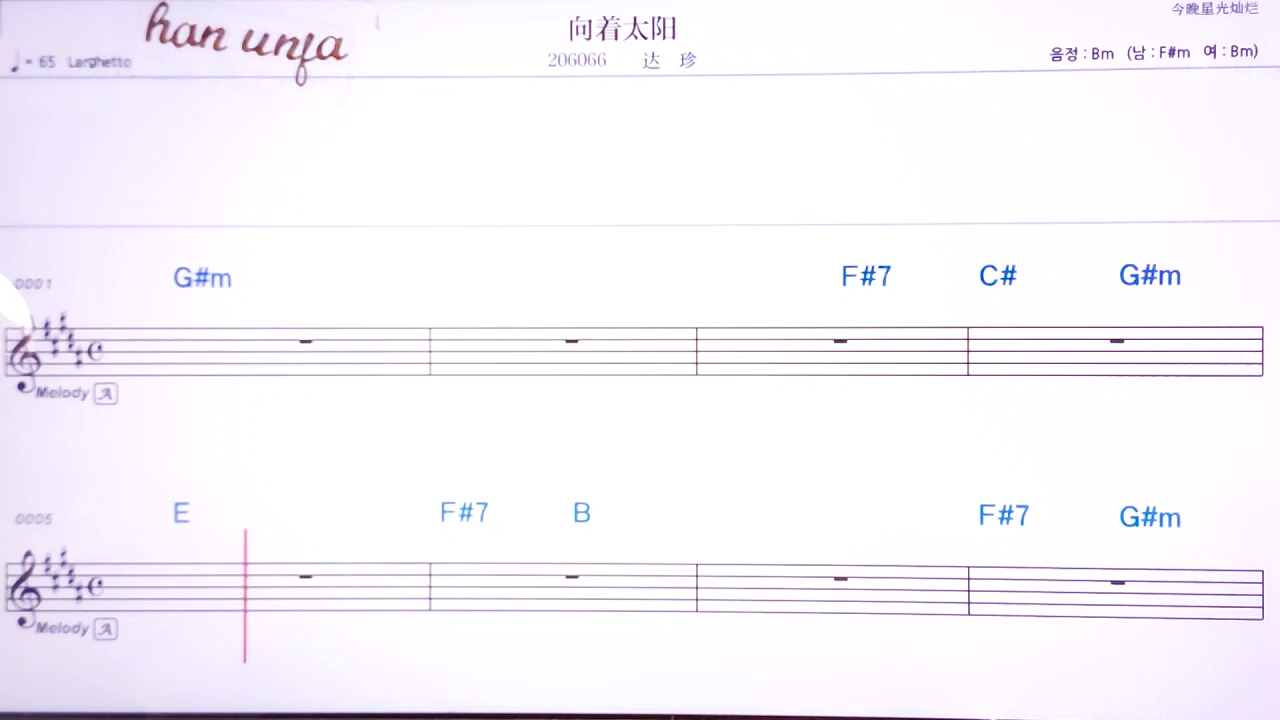 han unfa
向着太阳
今晚星光灿烂
♩= 65 Larghetto
206066 达 珍
음정 : Bm (남 : F#m 여 : Bm)
0001 G#m F#7 C# G#m
Melody A
0005 E F#7 B F#7 G#m
Melody A